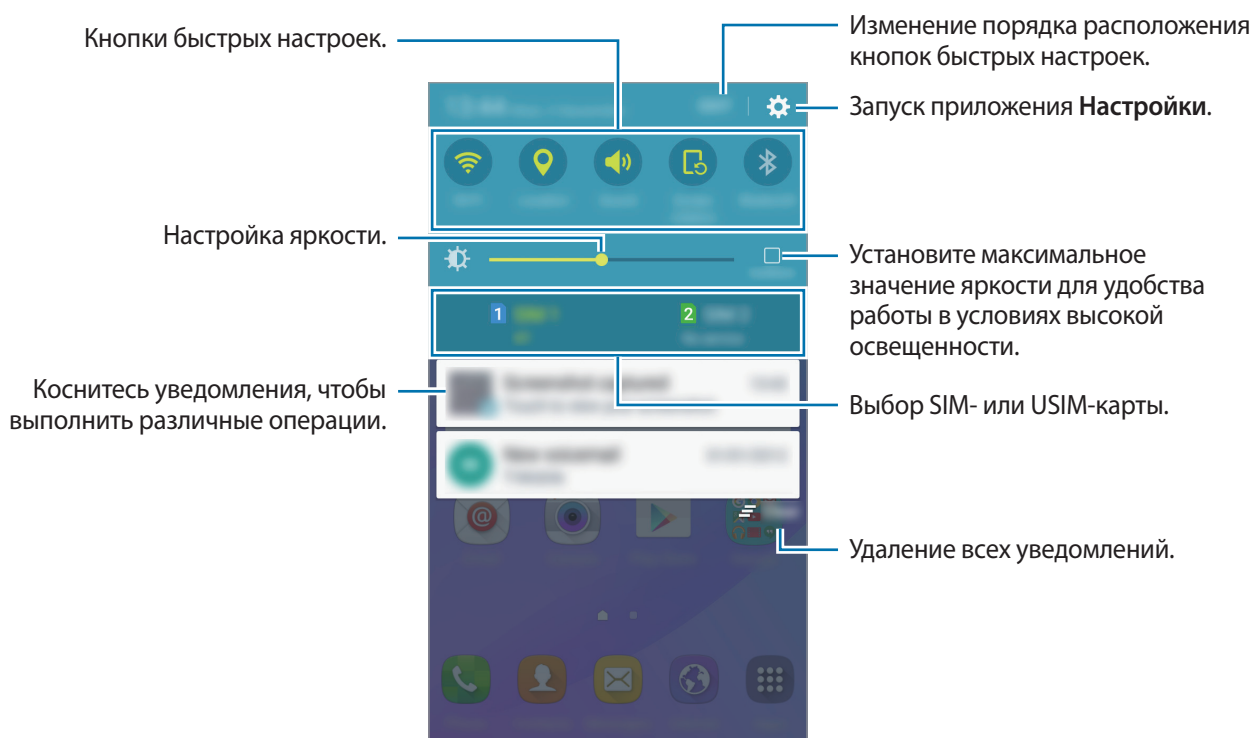 Кнопки быстрых настроек.
Изменение порядка расположения
кнопок быстрых настроек.
Запуск приложения Настройки.
Настройка яркости.
Установите максимальное
значение яркости для удобства
работы в условиях высокой
освещенности.
1
2
Коснитесь уведомления, чтобы
выполнить различные операции.
Выбор SIM- или USIM-карты.
Удаление всех уведомлений.